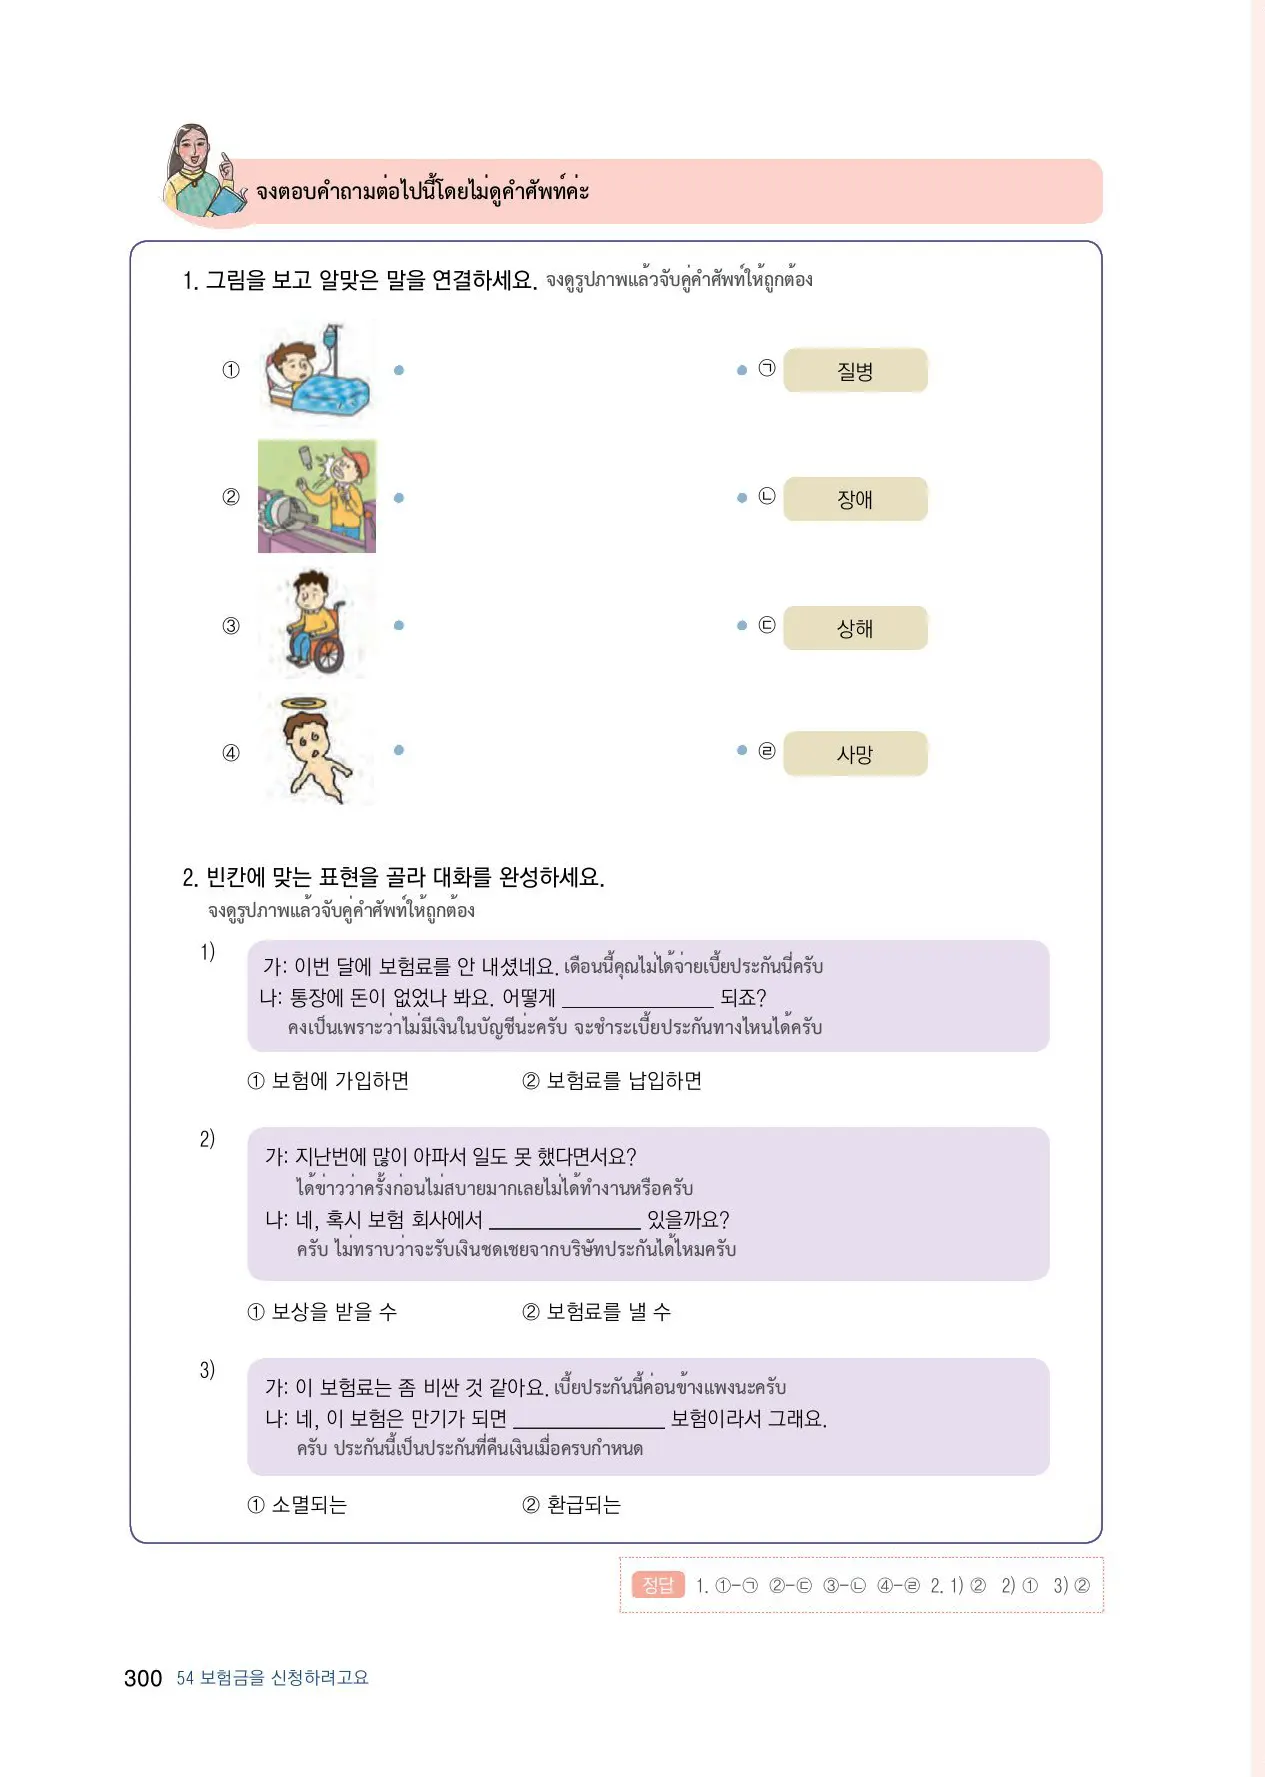 จงตอบคำถามต่อไปนี้โดยไม่ดูคำศัพท์ค่ะ
1. 그림을 보고 알맞은 말을 연결하세요. จงดูรูปภาพแล้วจับคู่คำศัพท์ให้ถูกต้อง
① ㉠ 질병
② ㉡ 장애
③ ㉢ 상해
④ ㉣ 사망
2. 빈칸에 맞는 표현을 골라 대화를 완성하세요.
จงดูรูปภาพแล้วจับคู่คำศัพท์ให้ถูกต้อง
1) 가: 이번 달에 보험료를 안 내셨네요. เดือนนี้คุณไม่ได้จ่ายเบี้ยประกันนี่ครับ
나: 통장에 돈이 없었나 봐요. 어떻게 ______________ 되죠?
คงเป็นเพราะว่าไม่มีเงินในบัญชีน่ะครับ จะชำระเบี้ยประกันทางไหนได้ครับ
① 보험에 가입하면 ② 보험료를 납입하면
2) 가: 지난번에 많이 아파서 일도 못 했다면서요?
ได้ข่าวว่าครั้งก่อนไม่สบายมากเลยไม่ได้ทำงานหรือครับ
나: 네, 혹시 보험 회사에서 ______________ 있을까요?
ครับ ไม่ทราบว่าจะรับเงินชดเชยจากบริษัทประกันได้ไหมครับ
① 보상을 받을 수 ② 보험료를 낼 수
3) 가: 이 보험료는 좀 비싼 것 같아요. เบี้ยประกันนี้ค่อนข้างแพงนะครับ
나: 네, 이 보험은 만기가 되면 ______________ 보험이라서 그래요.
ครับ ประกันนี้เป็นประกันที่คืนเงินเมื่อครบกำหนด
① 소멸되는 ② 환급되는
정답 1. ①-㉠ ②-㉢ ③-㉡ ④-㉣ 2. 1) ② 2) ① 3) ②
300 54 보험금을 신청하려고요